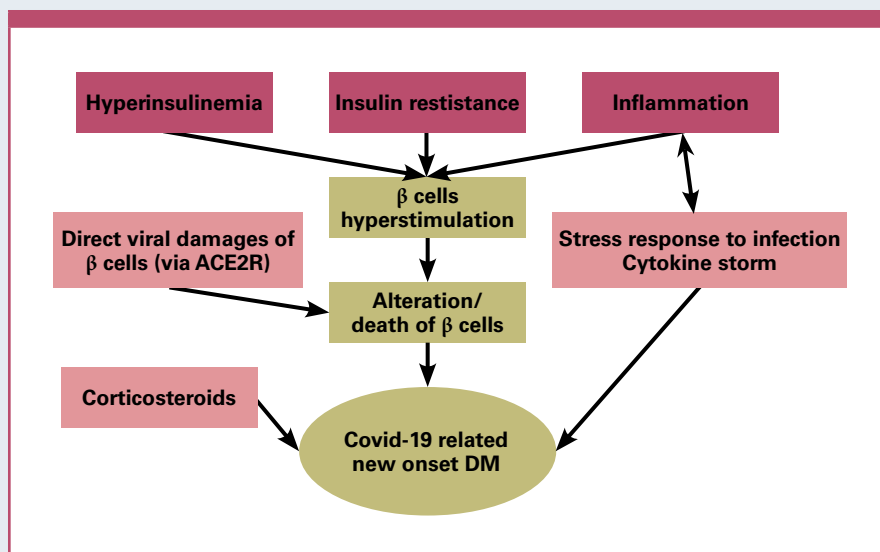 Hyperinsulinemia
Insulin restistance
Inflammation
β cells
hyperstimulation
Direct viral damages of
β cells (via ACE2R)
Stress response to infection
Cytokine storm
Alteration/
death of β cells
Corticosteroids
Covid-19 related
new onset DM